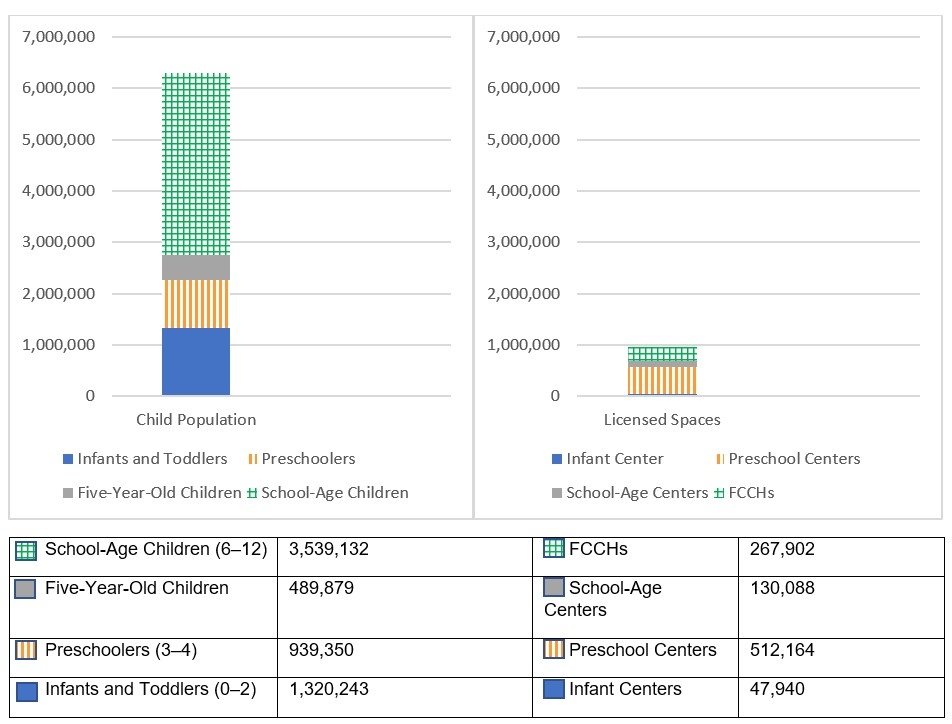 7,000,000
6,000,000
5,000,000
4,000,000
3,000,000
2,000,000
1,000,000
0
Child Population
Infants and Toddlers Preschoolers
Five-Year-Old Children School-Age Children
7,000,000
6,000,000
5,000,000
4,000,000
3,000,000
2,000,000
1,000,000
0
Licensed Spaces
Infant Center Preschool Centers
School-Age Centers FCCHs
School-Age Children (6–12) 3,539,132 FCCHs 267,902
Five-Year-Old Children 489,879 School-Age 130,088
Centers
Preschoolers (3–4) 939,350 Preschool Centers 512,164
Infants and Toddlers (0–2) 1,320,243 Infant Centers 47,940